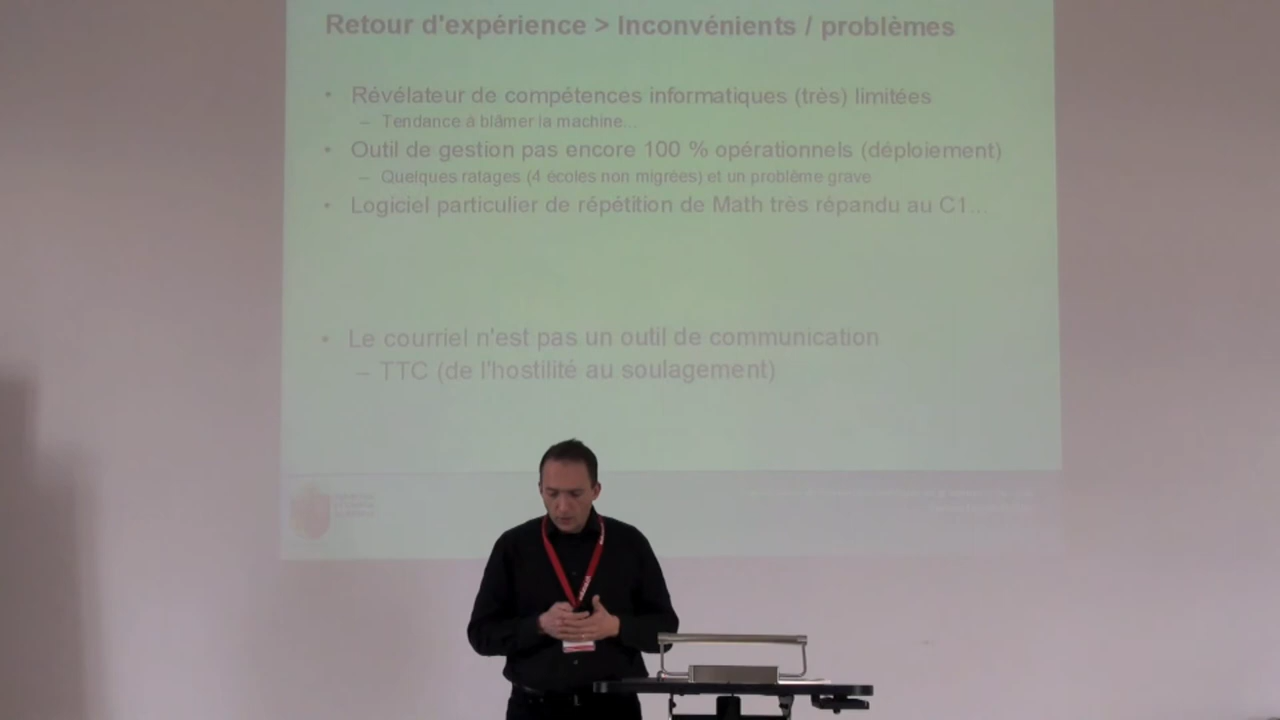 Retour d'expérience > Inconvénients / problèmes
• Révélateur de compétences informatiques (très) limitées
– Tendance à blâmer la machine...
• Outil de gestion pas encore 100 % opérationnels (déploiement)
– Quelques ratages (4 écoles non migrées) et un problème grave
• Logiciel particulier de répétition de Math très répandu au C1...
• Le courriel n'est pas un outil de communication
– TTC (de l'hostilité au soulagement)